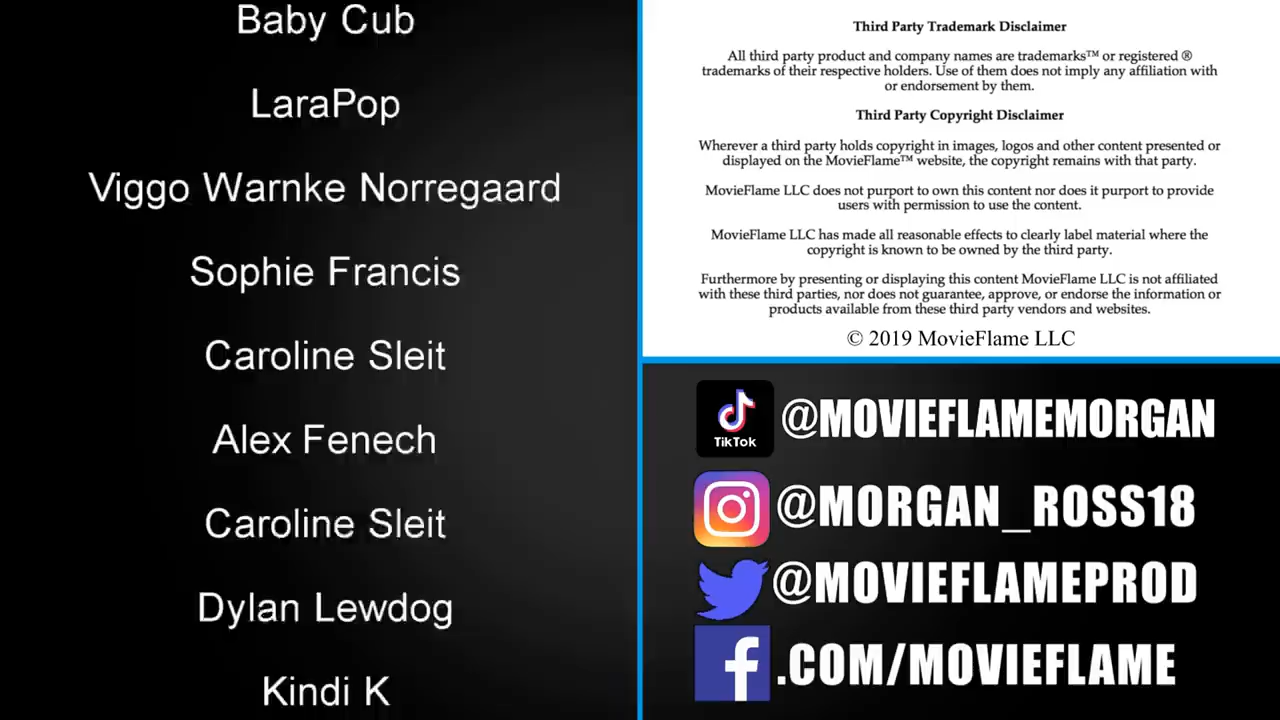 Baby Cub
LaraPop
Viggo Warnke Norregaard
Sophie Francis
Caroline Sleit
Alex Fenech
Caroline Sleit
Dylan Lewdog
Kindi K
Third Party Trademark Disclaimer
All third party product and company names are trademarks™ or registered ®
trademarks of their respective holders. Use of them does not imply any affiliation with
or endorsement by them.
Third Party Copyright Disclaimer
Wherever a third party holds copyright in images, logos and other content presented or
displayed on the MovieFlame™ website, the copyright remains with that party.
MovieFlame LLC does not purport to own this content nor does it purport to provide
users with permission to use the content.
MovieFlame LLC has made all reasonable effects to clearly label material where the
copyright is known to be owned by the third party.
Furthermore by presenting or displaying this content MovieFlame LLC is not affiliated
with these third parties, nor does not guarantee, approve, or endorse the information or
products available from these third party vendors and websites.
© 2019 MovieFlame LLC
TikTok @MOVIEFLAMEMORGAN
@MORGAN_ROSS18
@MOVIEFLAMEPROD
f.COM/MOVIEFLAME